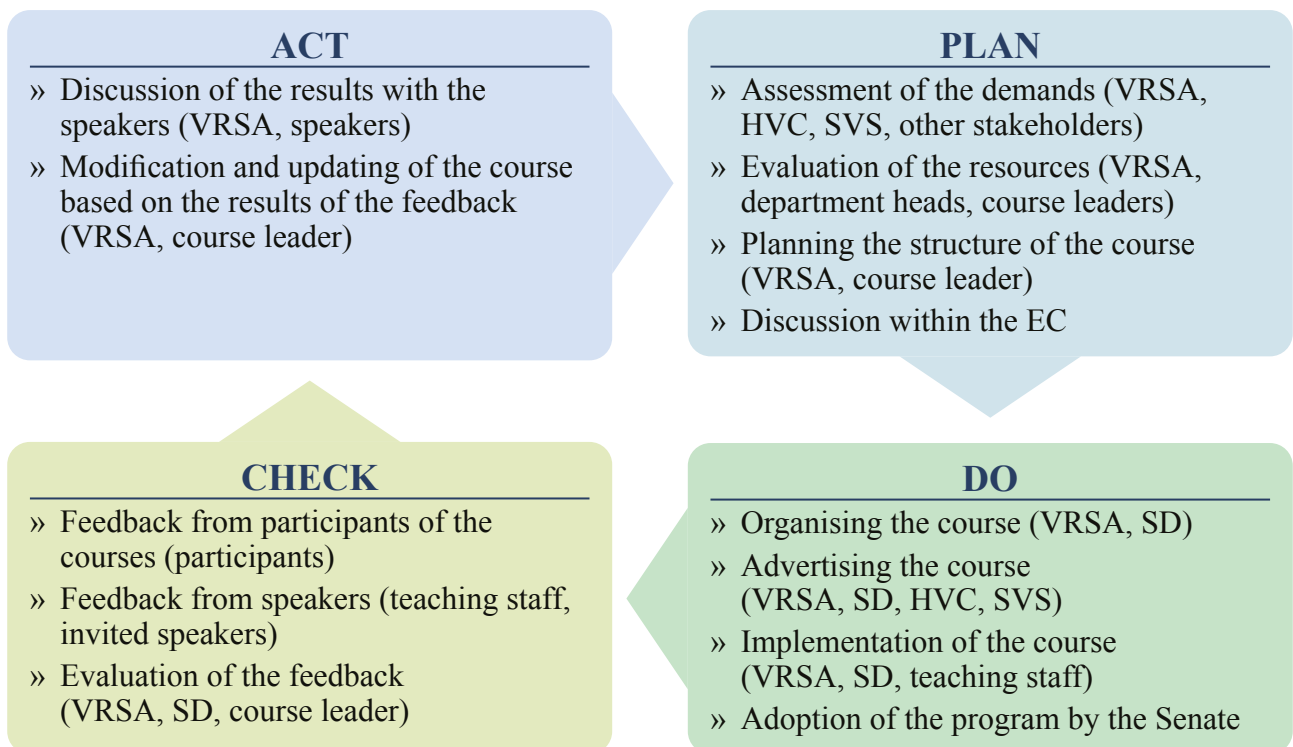 ACT
» Discussion of the results with the
speakers (VRSA, speakers)
» Modification and updating of the course
based on the results of the feedback
(VRSA, course leader)
PLAN
» Assessment of the demands (VRSA,
HVC, SVS, other stakeholders)
» Evaluation of the resources (VRSA,
department heads, course leaders)
» Planning the structure of the course
(VRSA, course leader)
» Discussion within the EC
CHECK
» Feedback from participants of the
courses (participants)
» Feedback from speakers (teaching staff,
invited speakers)
» Evaluation of the feedback
(VRSA, SD, course leader)
DO
» Organising the course (VRSA, SD)
» Advertising the course
(VRSA, SD, HVC, SVS)
» Implementation of the course
(VRSA, SD, teaching staff)
» Adoption of the program by the Senate